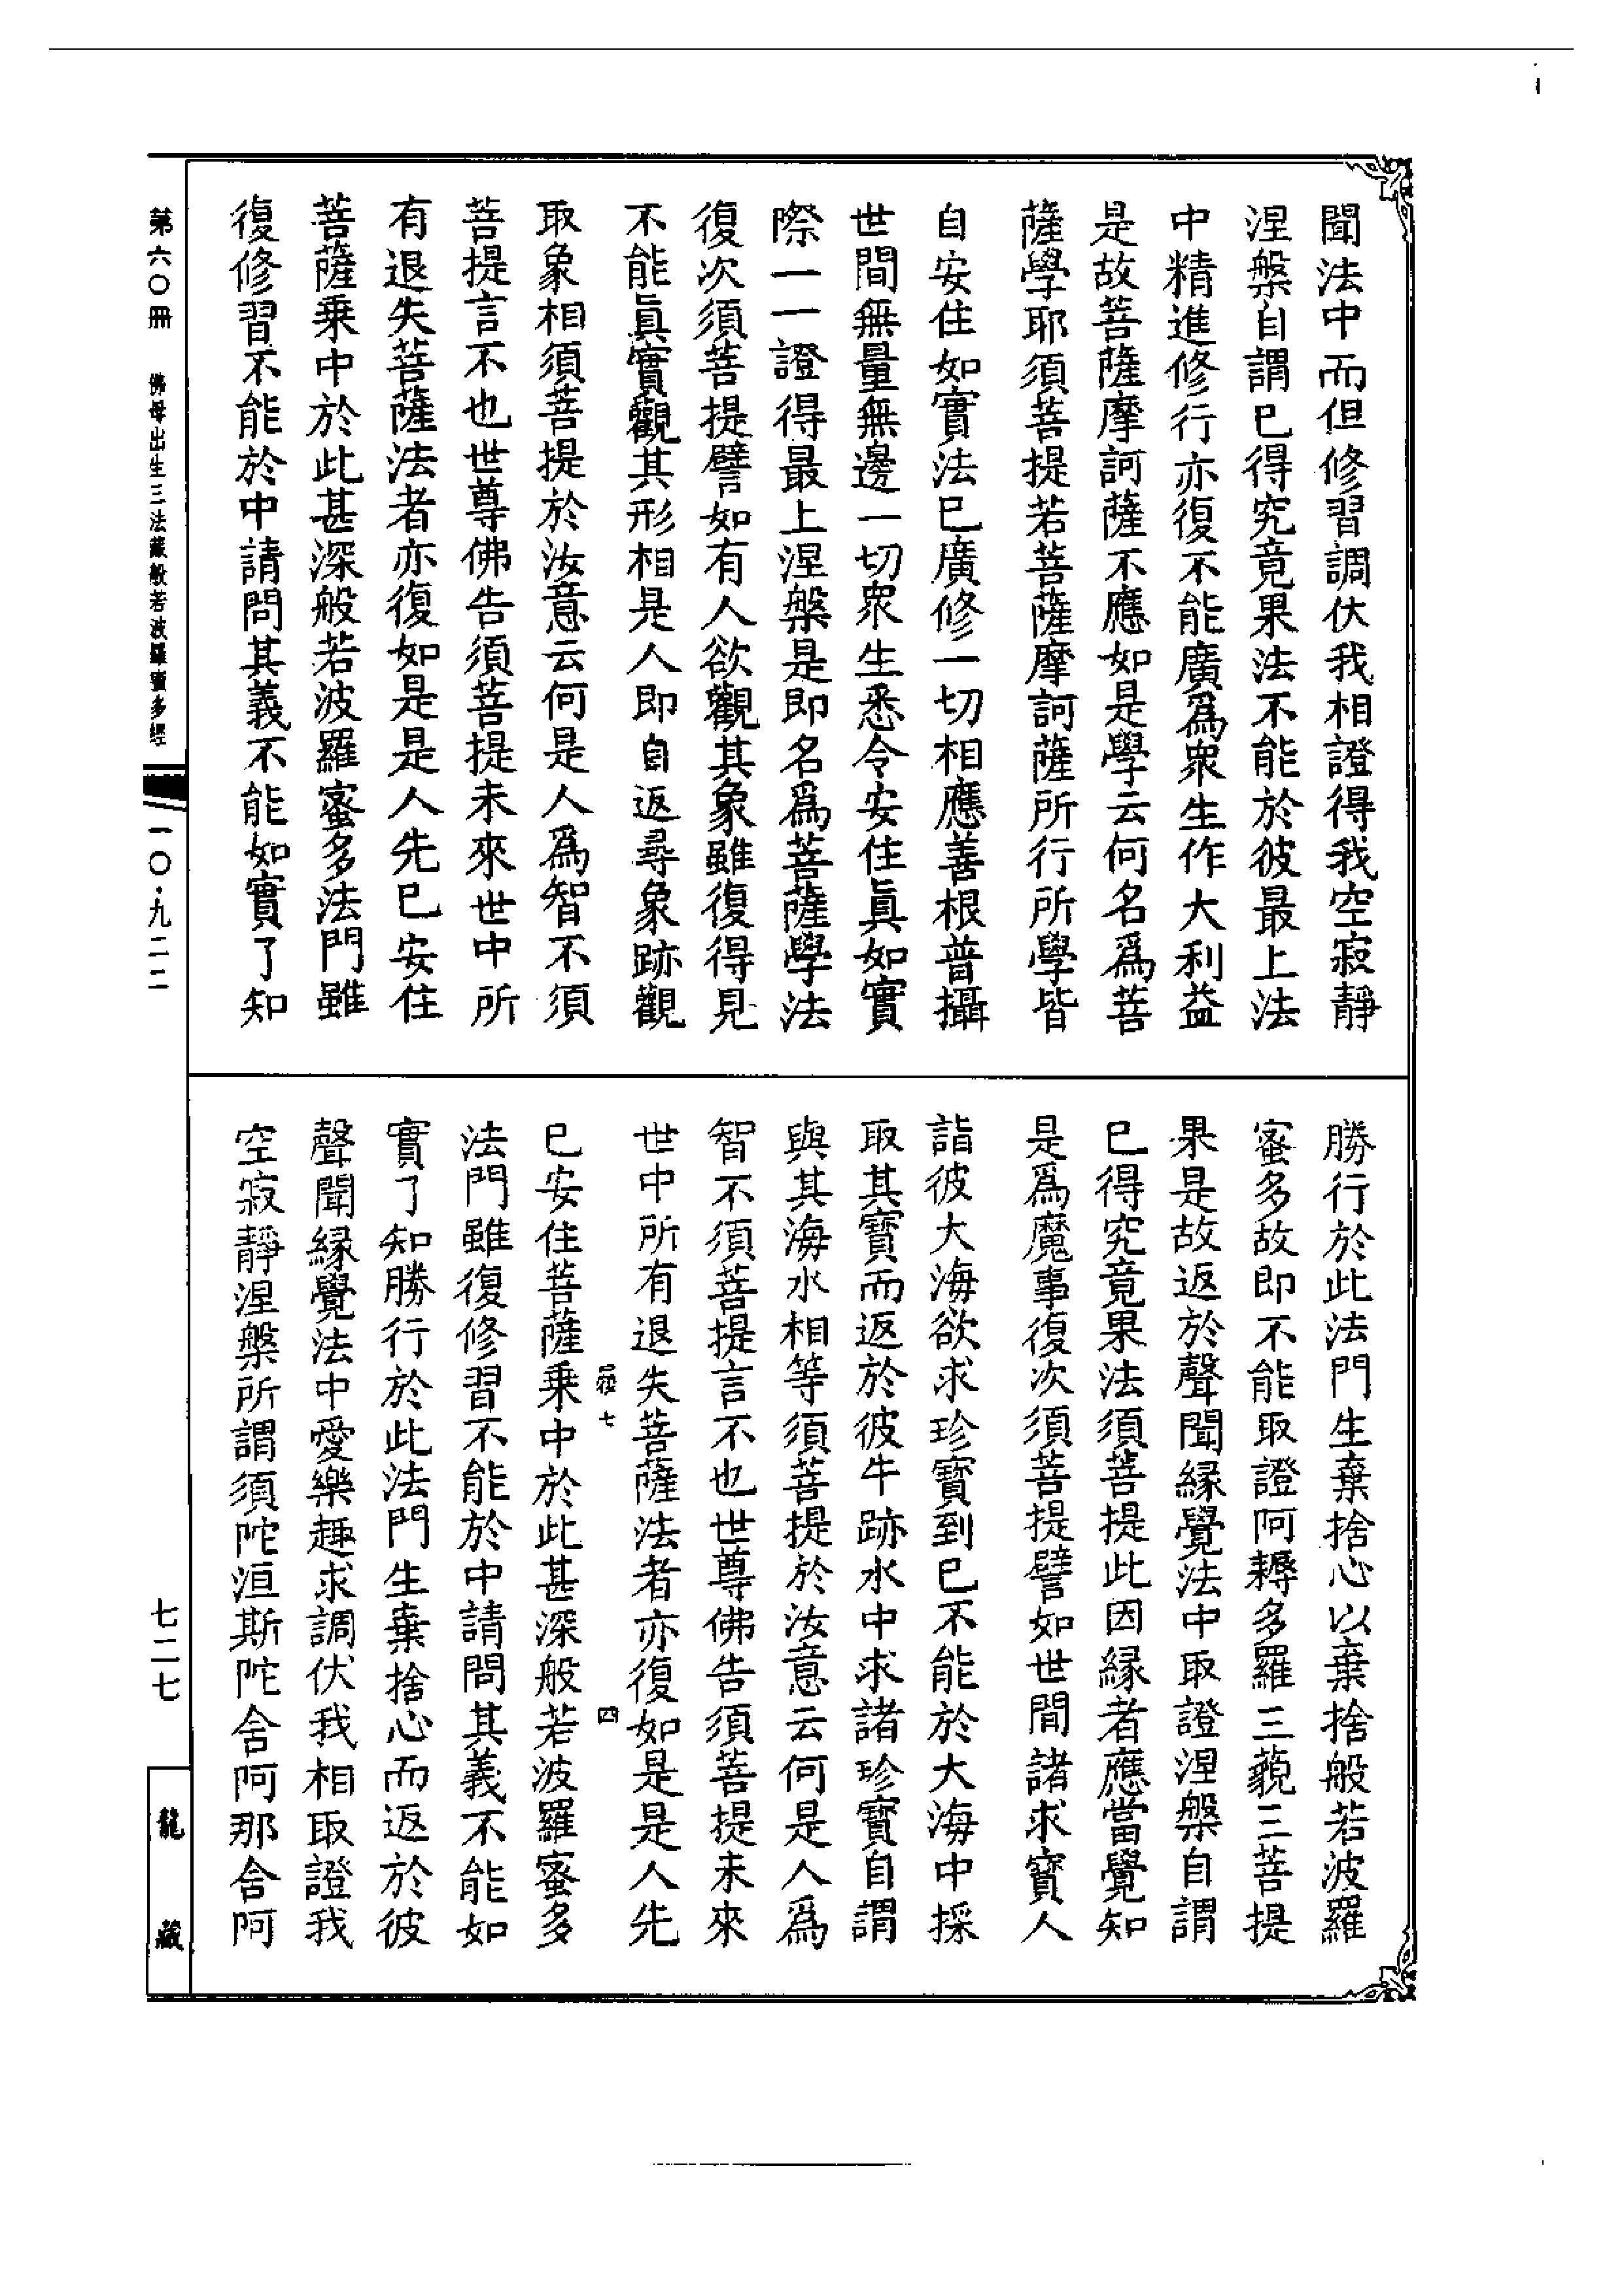 聞法中而但修習調伏我相證得我空寂靜
涅槃自謂已得究竟果法不能於彼最上法
中精進修行亦復不能廣爲衆生作大利益
是故菩薩摩訶薩不應如是學云何名爲菩
薩學耶須菩提若菩薩摩訶薩所行所學皆
自安住如實法已廣修一切相應善根普攝
世間無量無邊一切衆生悉令安住眞如實
際一一證得最上涅槃是即名爲菩薩學法
復次須菩提譬如有人欲觀其象雖復得見
不能眞實觀其形相是人即自返尋象跡觀
取象相須菩提於汝意云何是人爲智不須
菩提言不也世尊佛告須菩提未來世中所
有退失菩薩法者亦復如是是人先已安住
菩薩乗中於此甚深般若波羅蜜多法門雖
復修習不能於中請問其義不能如實了知
勝行於此法門生棄捨心以棄捨般若波羅
蜜多故即不能取證阿耨多羅三藐三菩提
果是故返於聲聞緣覺法中取證涅槃自謂
已得究竟果法須菩提此因緣者應當覺知
是爲魔事復次須菩提譬如世間諸求寶人
詣彼大海欲求珍寶到已不能於大海中採
取其寶而返於彼牛跡水中求諸珍寶自謂
與其海水相等須菩提於汝意云何是人爲
智不須菩提言不也世尊佛告須菩提未來
世中所有退失菩薩法者亦復如是是人先
七 四
已安住菩薩乗中於此甚深般若波羅蜜多
法門雖復修習不能於中請問其義不能如
實了知勝行於此法門生棄捨心而返於彼
聲聞緣覺法中愛樂趣求調伏我相取證我
空寂靜涅槃所謂須陀洹斯陀含阿那含阿
第六〇冊 佛母出生三法藏般若波羅蜜多經
一〇·九二二
七二七
龍藏